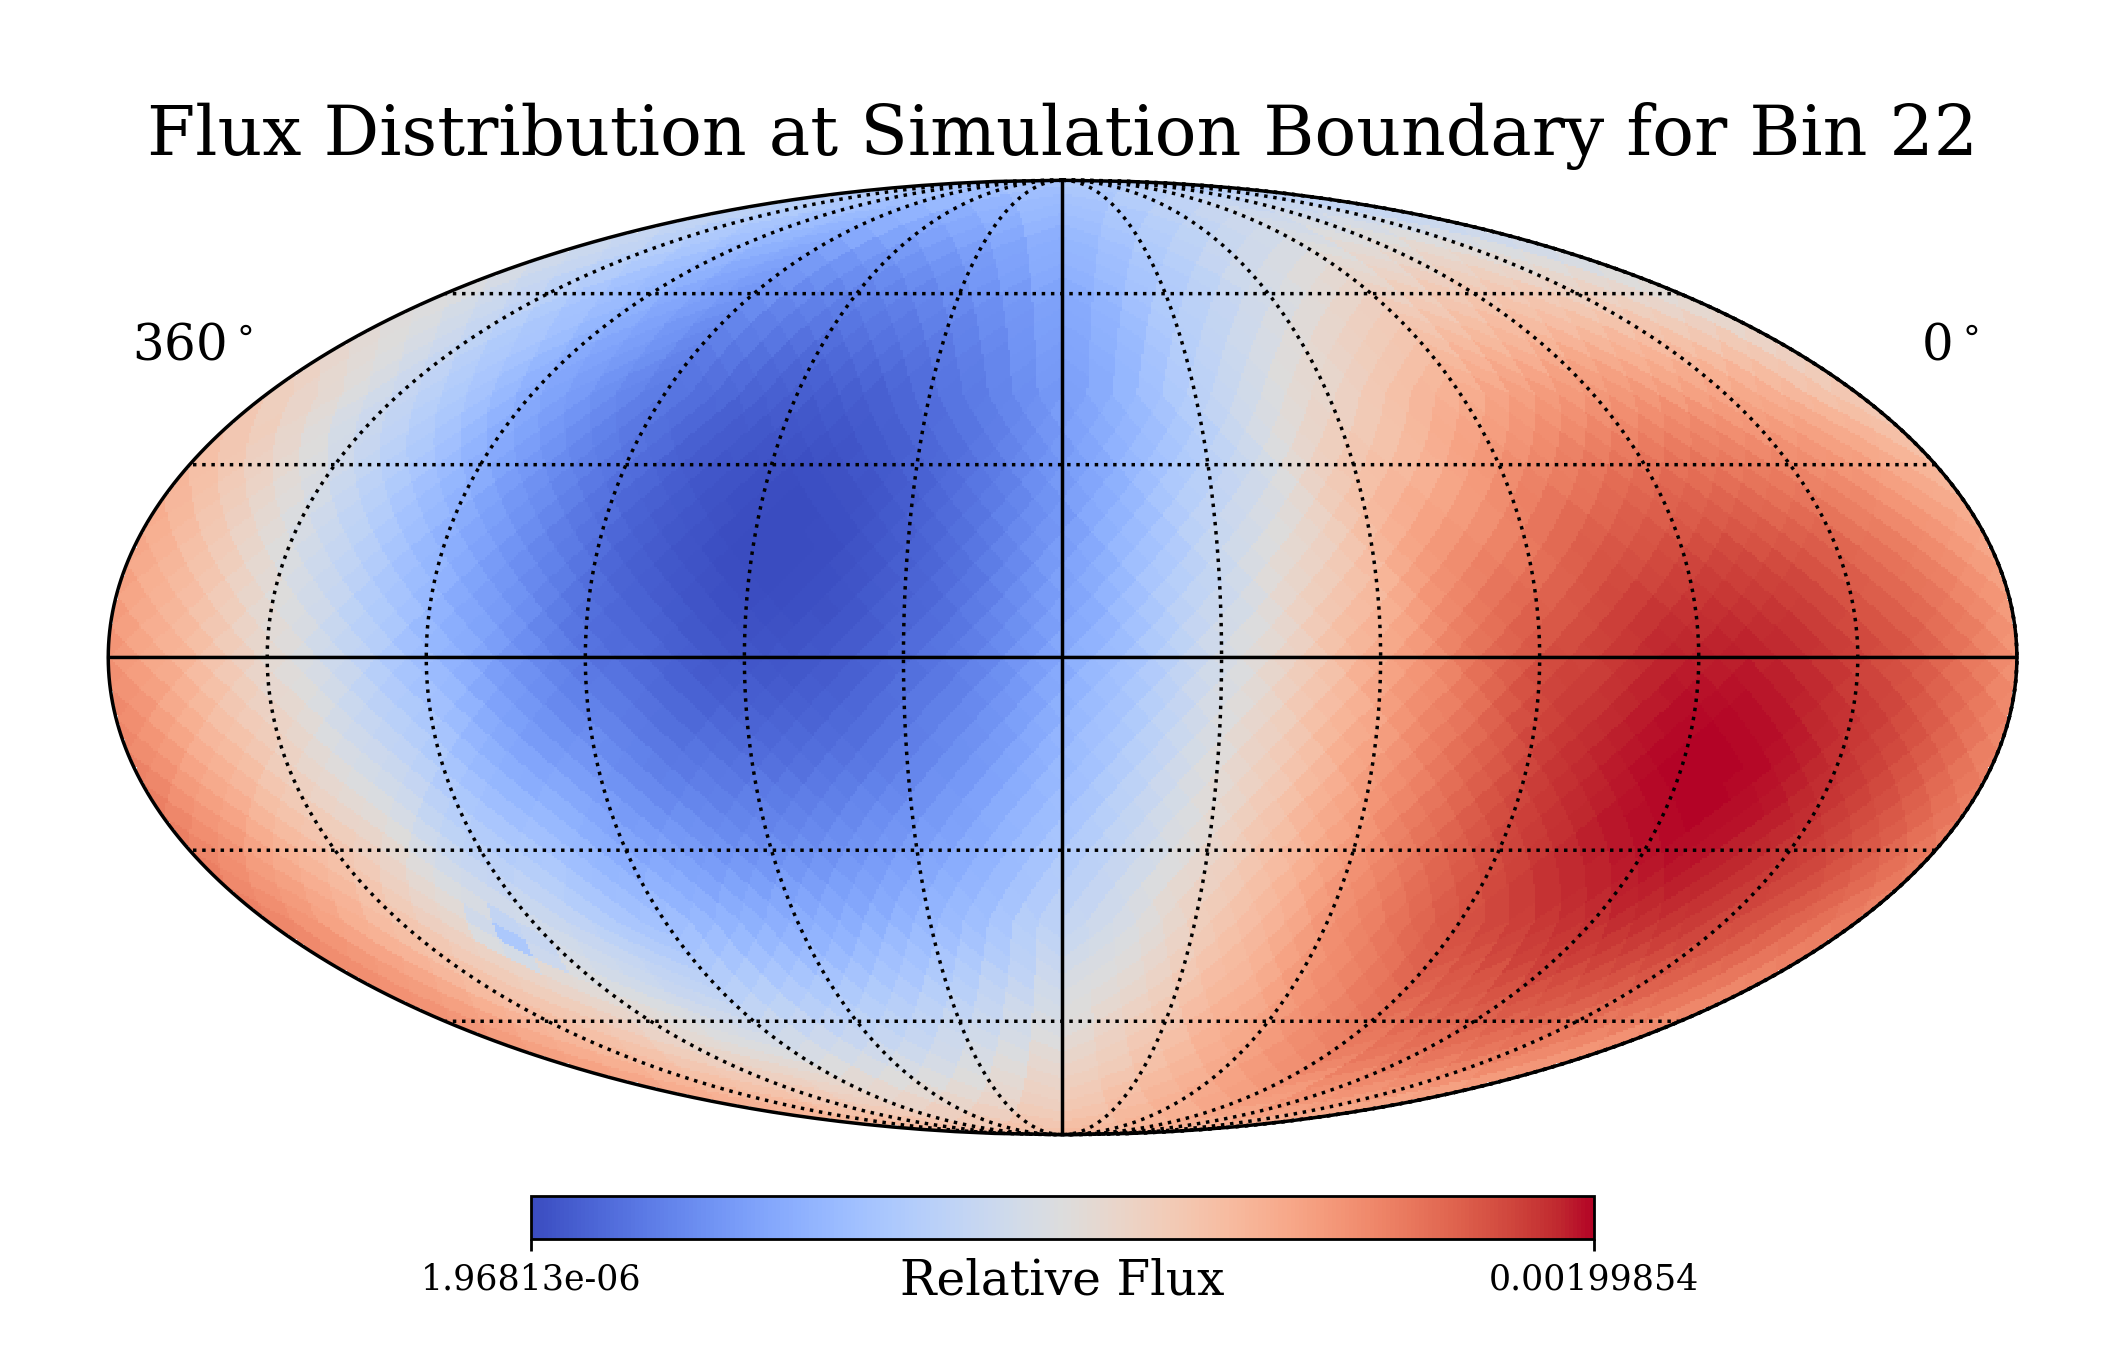 Flux Distribution at Simulation Boundary for Bin 22
360°
0°
1.96813e-06
Relative Flux
0.00199854